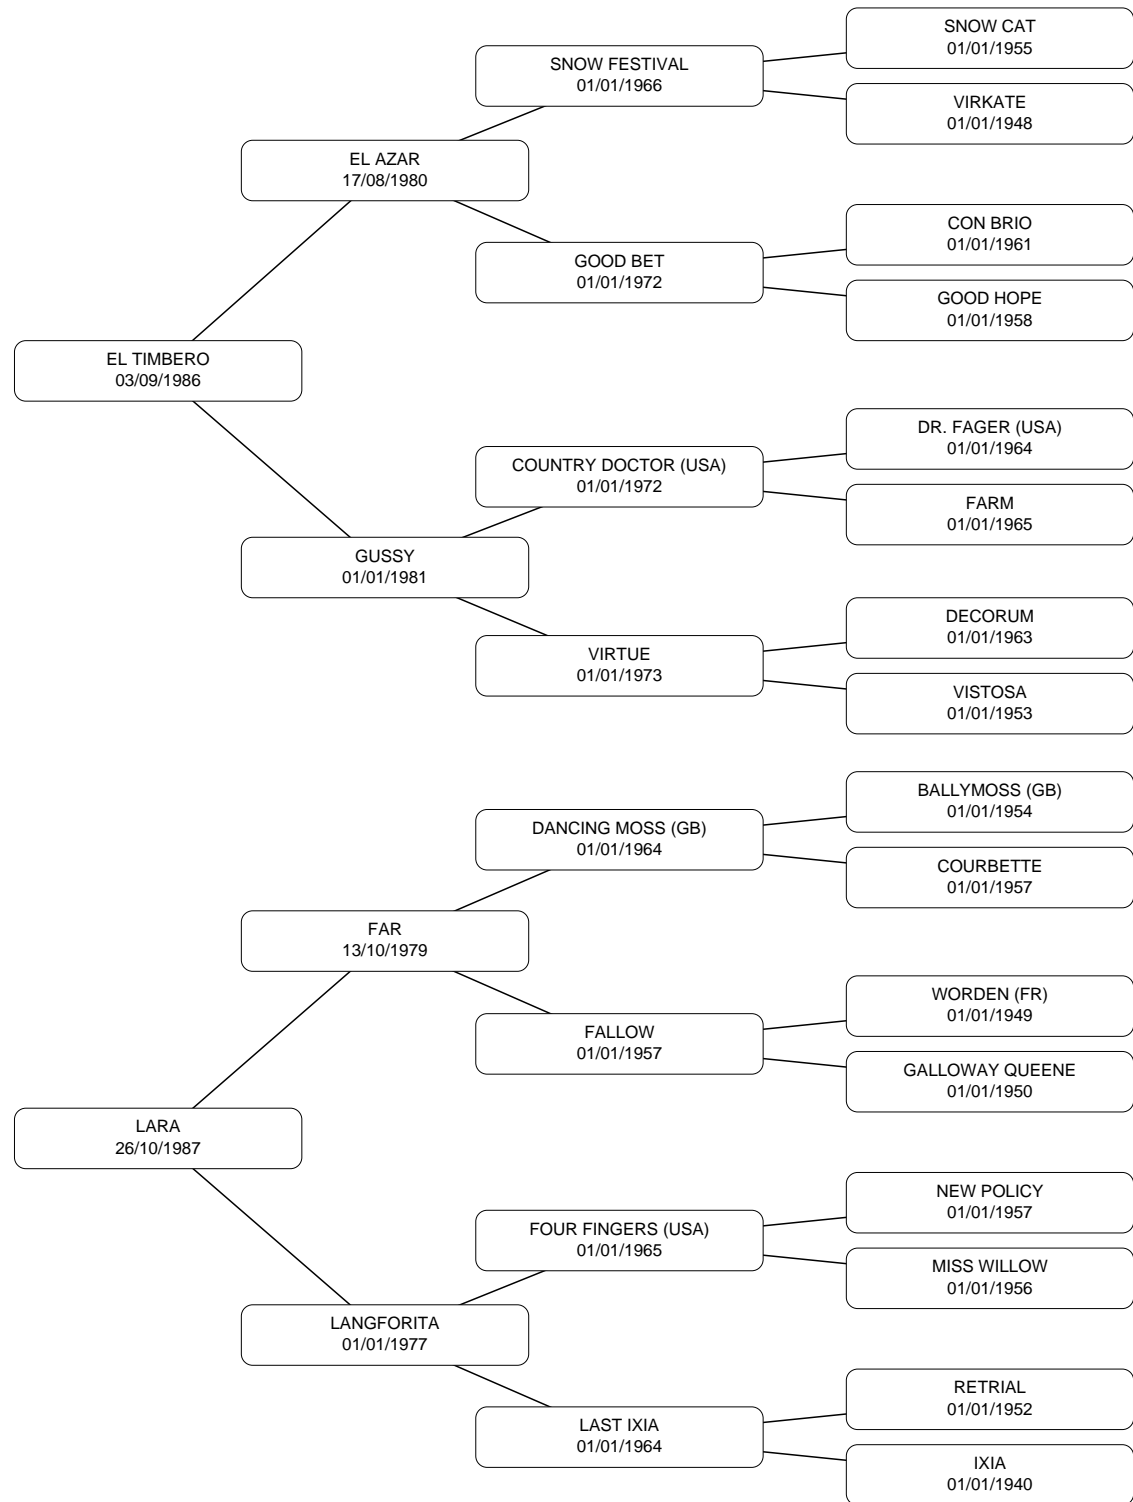 SNOW CAT
01/01/1955
SNOW FESTIVAL
01/01/1966
VIRKATE
01/01/1948
EL AZAR
17/08/1980
CON BRIO
01/01/1961
GOOD BET
01/01/1972
GOOD HOPE
01/01/1958
EL TIMBERO
03/09/1986
DR. FAGER (USA)
01/01/1964
COUNTRY DOCTOR (USA)
01/01/1972
FARM
01/01/1965
GUSSY
01/01/1981
DECORUM
01/01/1963
VIRTUE
01/01/1973
VISTOSA
01/01/1953
BALLYMOSS (GB)
01/01/1954
DANCING MOSS (GB)
01/01/1964
COURBETTE
01/01/1957
FAR
13/10/1979
WORDEN (FR)
01/01/1949
FALLOW
01/01/1957
GALLOWAY QUEENE
01/01/1950
LARA
26/10/1987
NEW POLICY
01/01/1957
FOUR FINGERS (USA)
01/01/1965
MISS WILLOW
01/01/1956
LANGFORITA
01/01/1977
RETRIAL
01/01/1952
LAST IXIA
01/01/1964
IXIA
01/01/1940